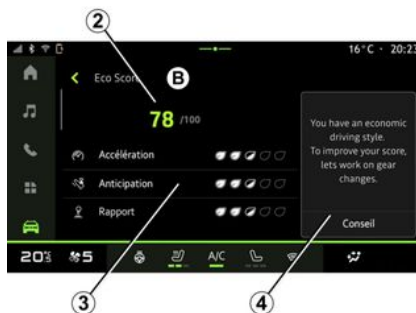 2
16°C • 20:23
Eco Score
B
78 /100
Accélération
Anticipation
Rapport
You have an economic
driving style.
To improve your score,
lets work on gear
changes.
Conseil
20.5 5 A/C
3
4